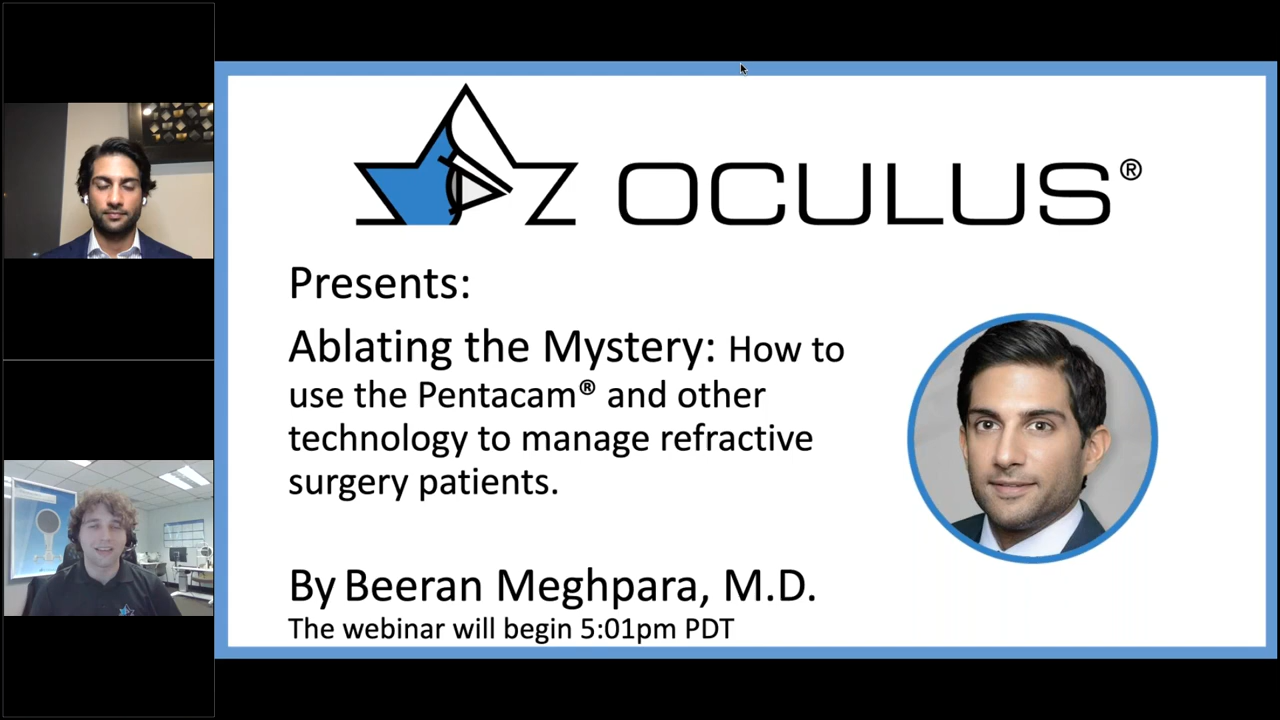 OCULUS®
Presents:
Ablating the Mystery: How to
use the Pentacam® and other
technology to manage refractive
surgery patients.
By Beeran Meghpara, M.D.
The webinar will begin 5:01pm PDT